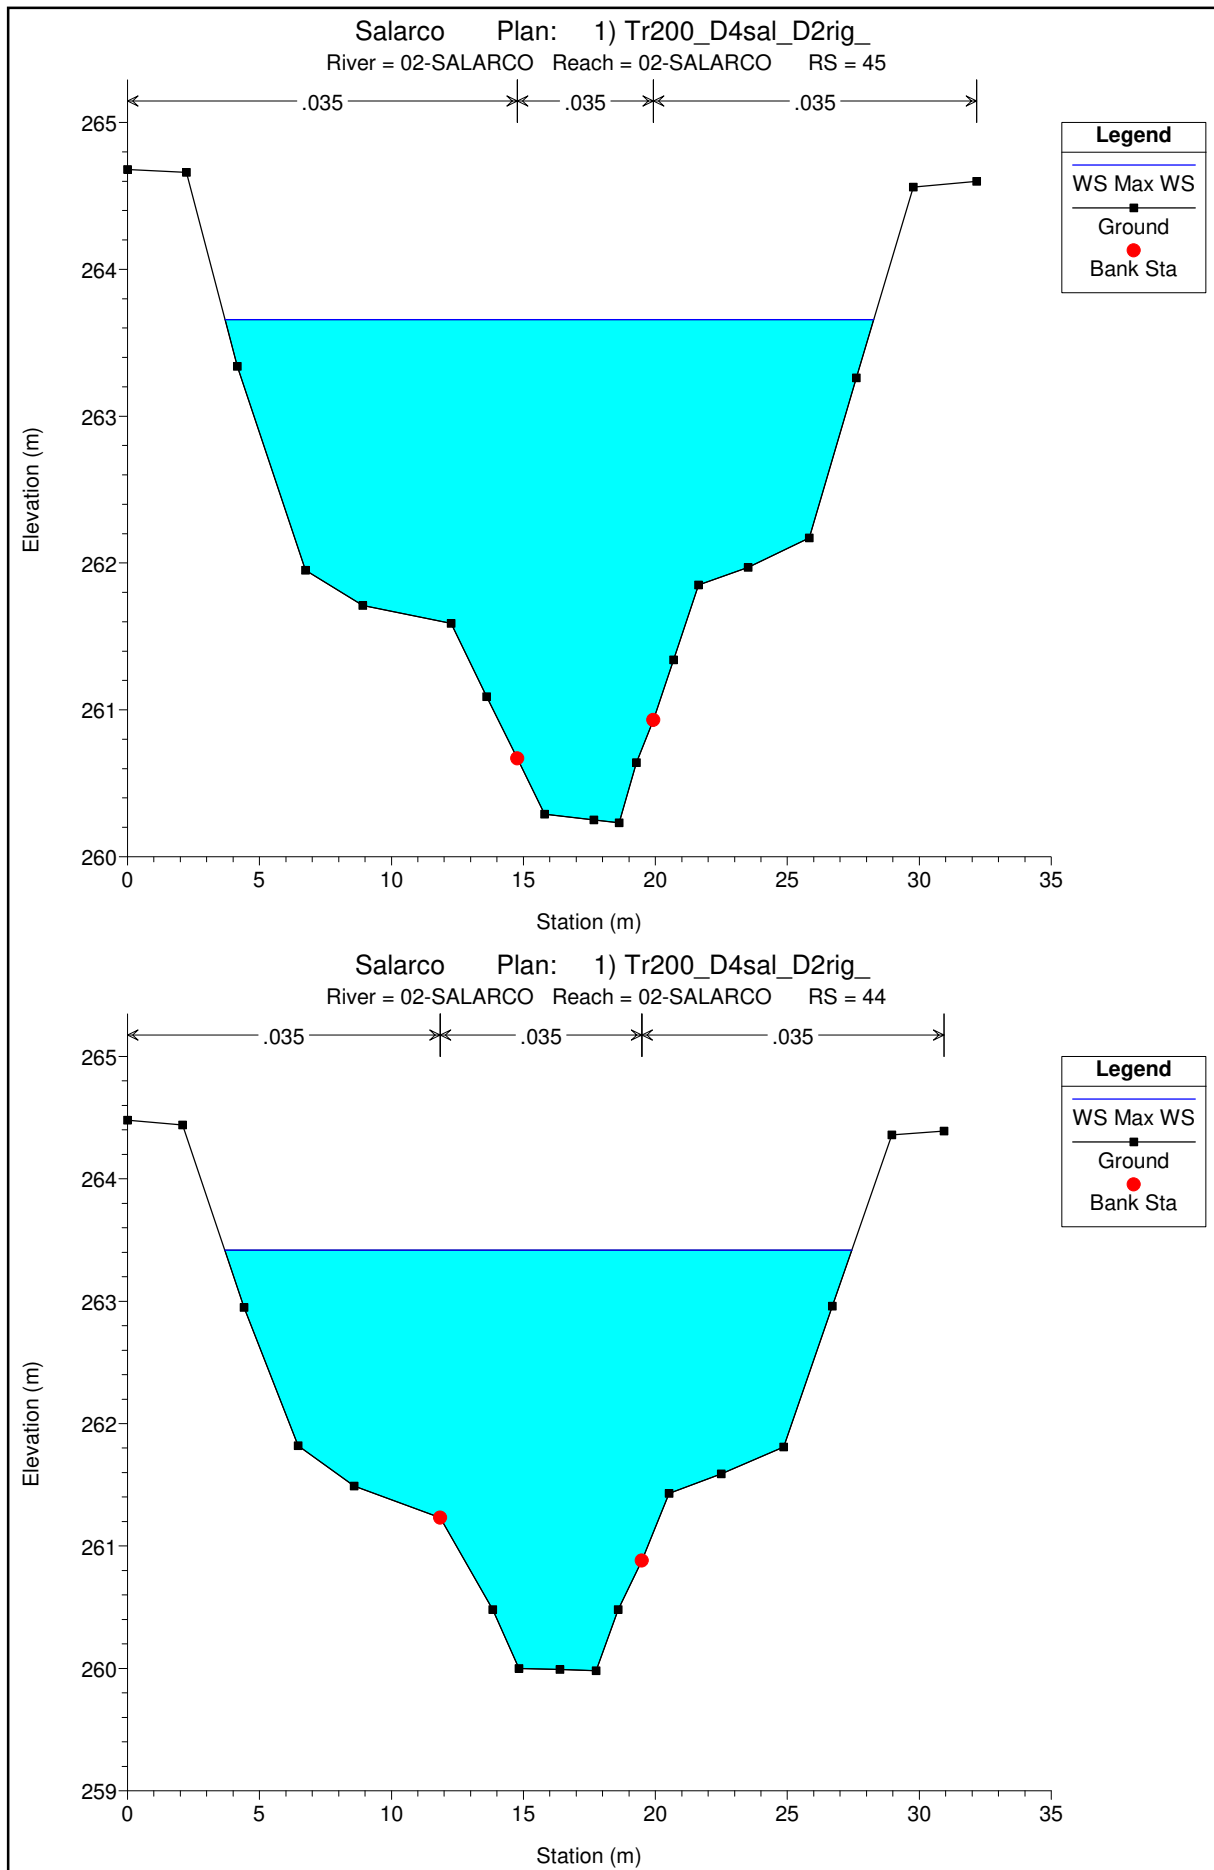 Salarco Plan: 1) Tr200_D4sal_D2rig_
River = 02-SALARCO Reach = 02-SALARCO RS = 45
.035 .035 .035
Legend
WS Max WS
Ground
Bank Sta
265
264
263
262
261
260
Elevation (m)
0 5 10 15 20 25 30 35
Station (m)
Salarco Plan: 1) Tr200_D4sal_D2rig_
River = 02-SALARCO Reach = 02-SALARCO RS = 44
.035 .035 .035
Legend
WS Max WS
Ground
Bank Sta
265
264
263
262
261
260
259
Elevation (m)
0 5 10 15 20 25 30 35
Station (m)